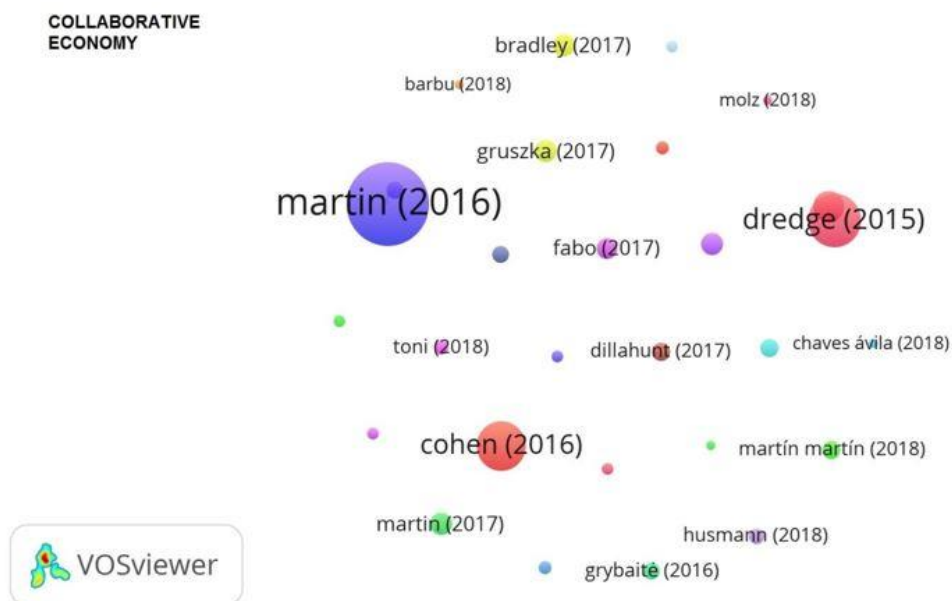 COLLABORATIVE
ECONOMY
bradley (2017)
barbu (2018)
molz (2018)
gruszka (2017)
martin (2016)
dredge (2015)
fabo (2017)
toni (2018)
dillahunt (2017)
chaves ávila (2018)
cohen (2016)
martín martín (2018)
martin (2017)
husmann (2018)
grybaitė (2016)
VOSviewer